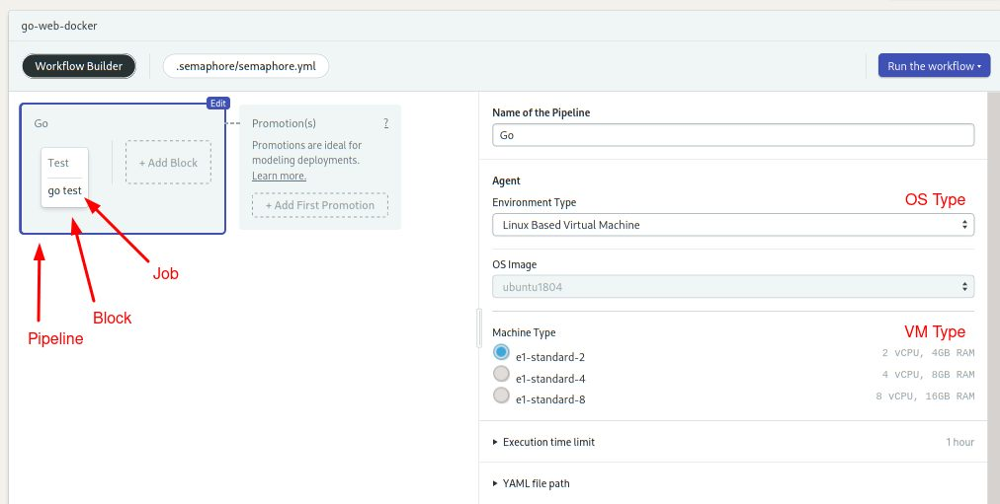 go-web-docker
Workflow Builder
.semaphore/semaphore.yml
Run the workflow
Edit
Go
Test
go test
+ Add Block
Promotion(s)
?
Promotions are ideal for
modeling deployments.
Learn more.
+ Add First Promotion
Job
Block
Pipeline
Name of the Pipeline
Go
Agent
Environment Type
OS Type
Linux Based Virtual Machine
OS Image
ubuntu1804
Machine Type
VM Type
e1-standard-2
2 vCPU, 4GB RAM
e1-standard-4
4 vCPU, 8GB RAM
e1-standard-8
8 vCPU, 16GB RAM
Execution time limit
1 hour
YAML file path